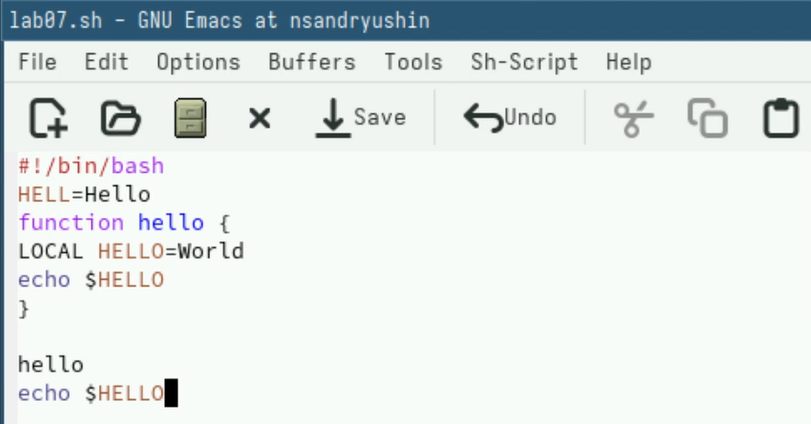 lab07.sh - GNU Emacs at nsandryushin
File Edit Options Buffers Tools Sh-Script Help
Save Undo
#!/bin/bash
HELL=Hello
function hello {
LOCAL HELLO=World
echo $HELLO
}
hello
echo $HELLO